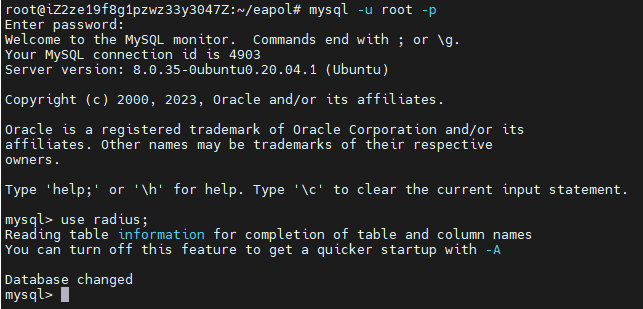 root@iZ2ze19f8g1pzwz33y3047Z:~/eapol# mysql -u root -p
Enter password:
Welcome to the MySQL monitor.  Commands end with ; or \g.
Your MySQL connection id is 4903
Server version: 8.0.35-0ubuntu0.20.04.1 (Ubuntu)
Copyright (c) 2000, 2023, Oracle and/or its affiliates.
Oracle is a registered trademark of Oracle Corporation and/or its
affiliates. Other names may be trademarks of their respective
owners.
Type 'help;' or '\h' for help. Type '\c' to clear the current input statement.
mysql> use radius;
Reading table information for completion of table and column names
You can turn off this feature to get a quicker startup with -A
Database changed
mysql>